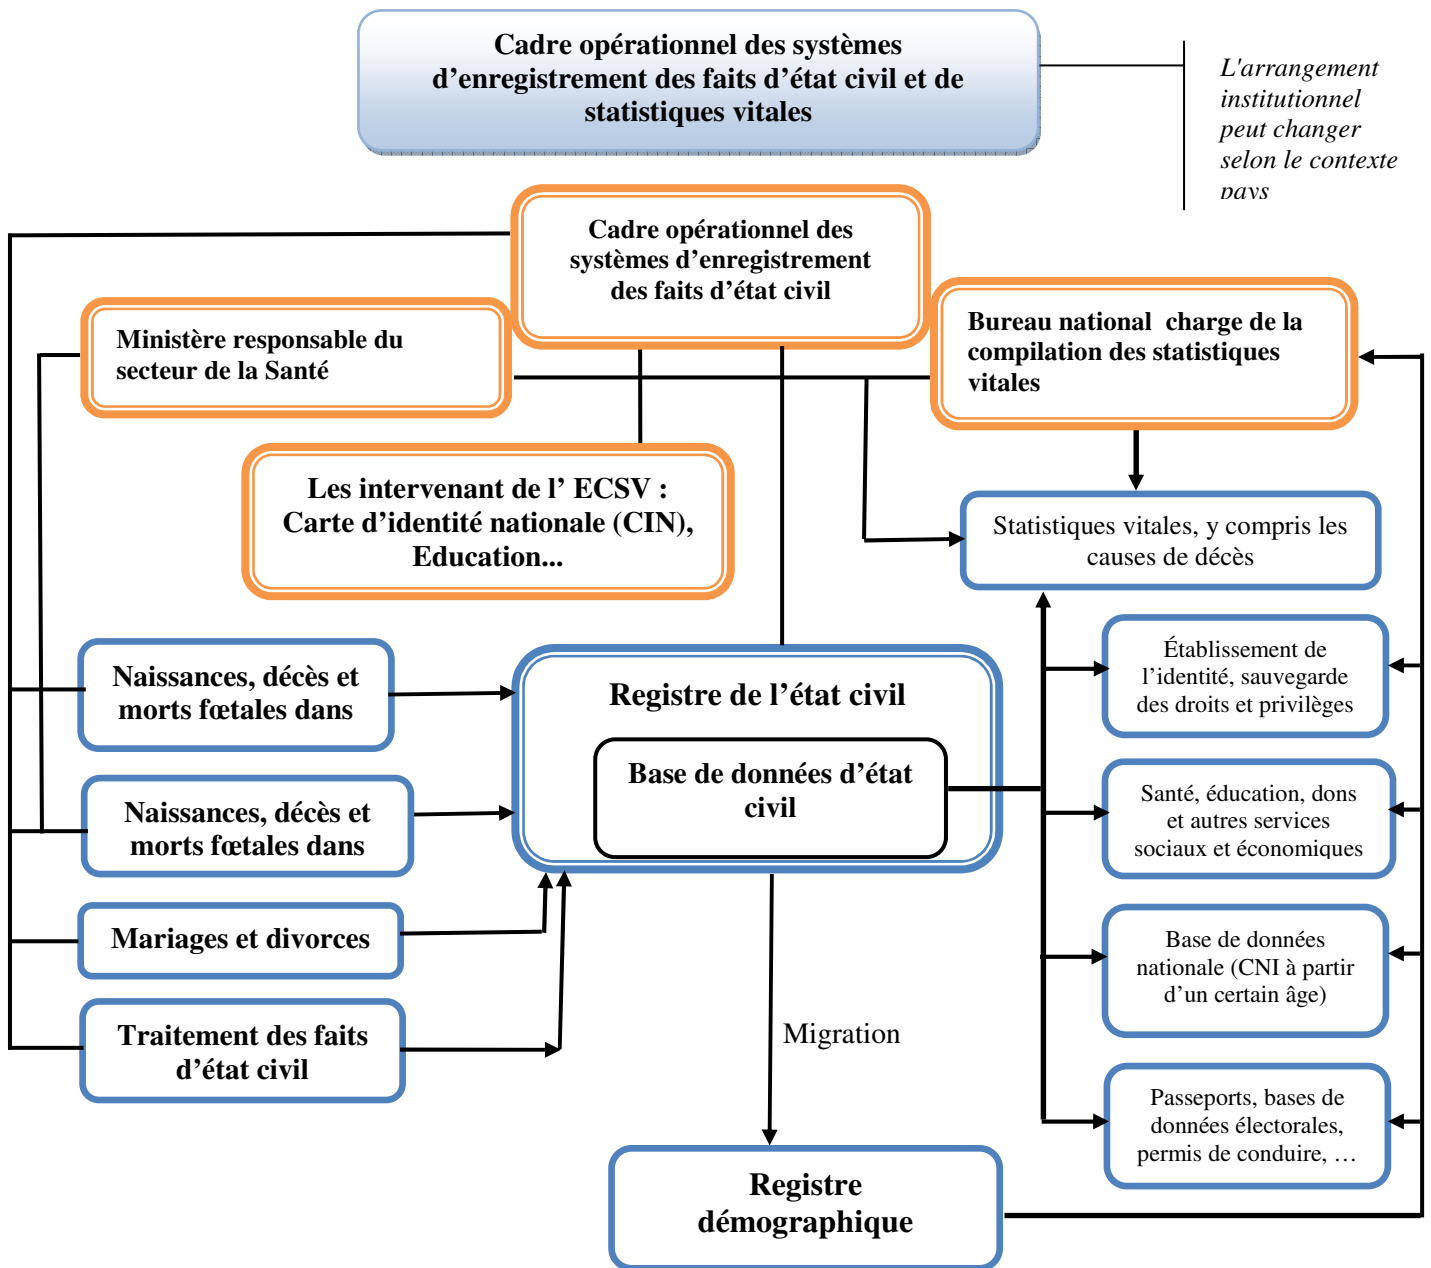 Cadre opérationnel des systèmes
d’enregistrement des faits d’état civil et de
statistiques vitales
L'arrangement
institutionnel
peut changer
selon le contexte
pays
Cadre opérationnel des
systèmes d’enregistrement
des faits d’état civil
Ministère responsable du
secteur de la Santé
Bureau national charge de la
compilation des statistiques
vitales
Les intervenant de l’ ECSV :
Carte d’identité nationale (CIN),
Education...
Statistiques vitales, y compris les
causes de décès
Naissances, décès et
morts fœtales dans
Naissances, décès et
morts fœtales dans
Mariages et divorces
Traitement des faits
d’état civil
Registre de l’état civil
Base de données d’état
civil
Établissement de
l’identité, sauvegarde
des droits et privilèges
Santé, éducation, dons
et autres services
sociaux et économiques
Base de données
nationale (CNI à partir
d’un certain âge)
Passeports, bases de
données électorales,
permis de conduire, …
Migration
Registre
démographique